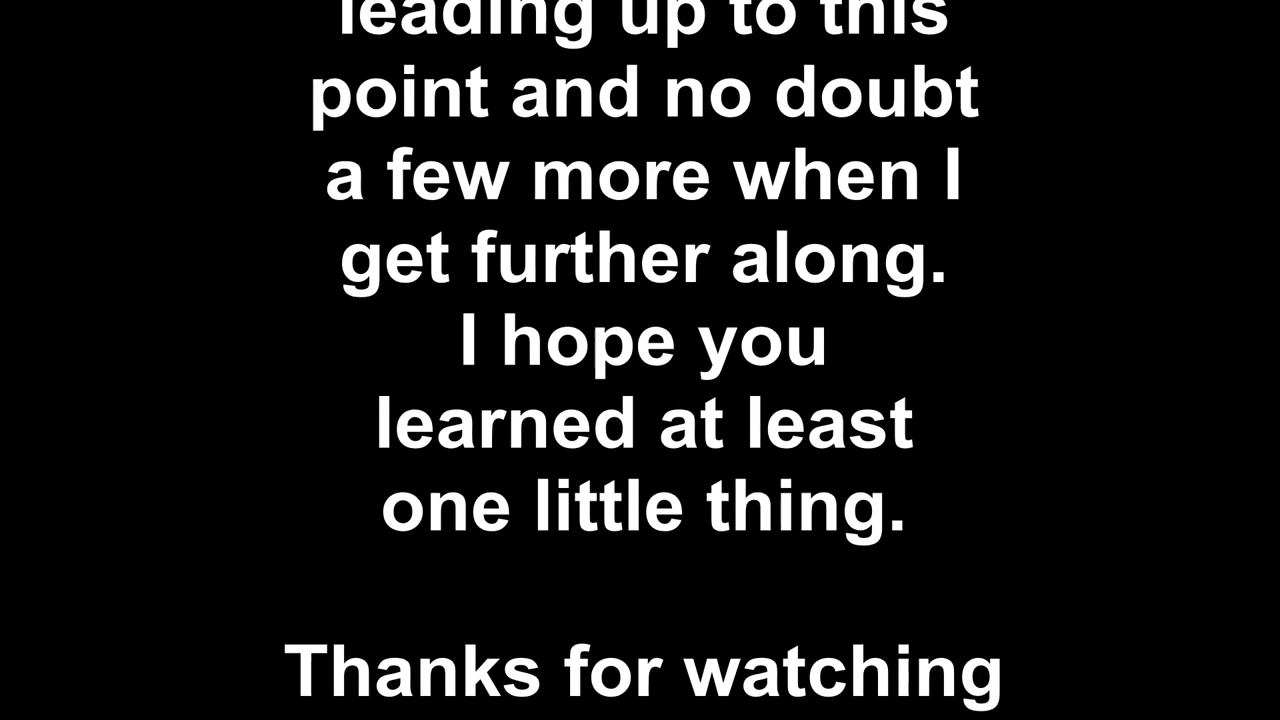 leading up to this
point and no doubt
a few more when I
get further along.
I hope you
learned at least
one little thing.
Thanks for watching